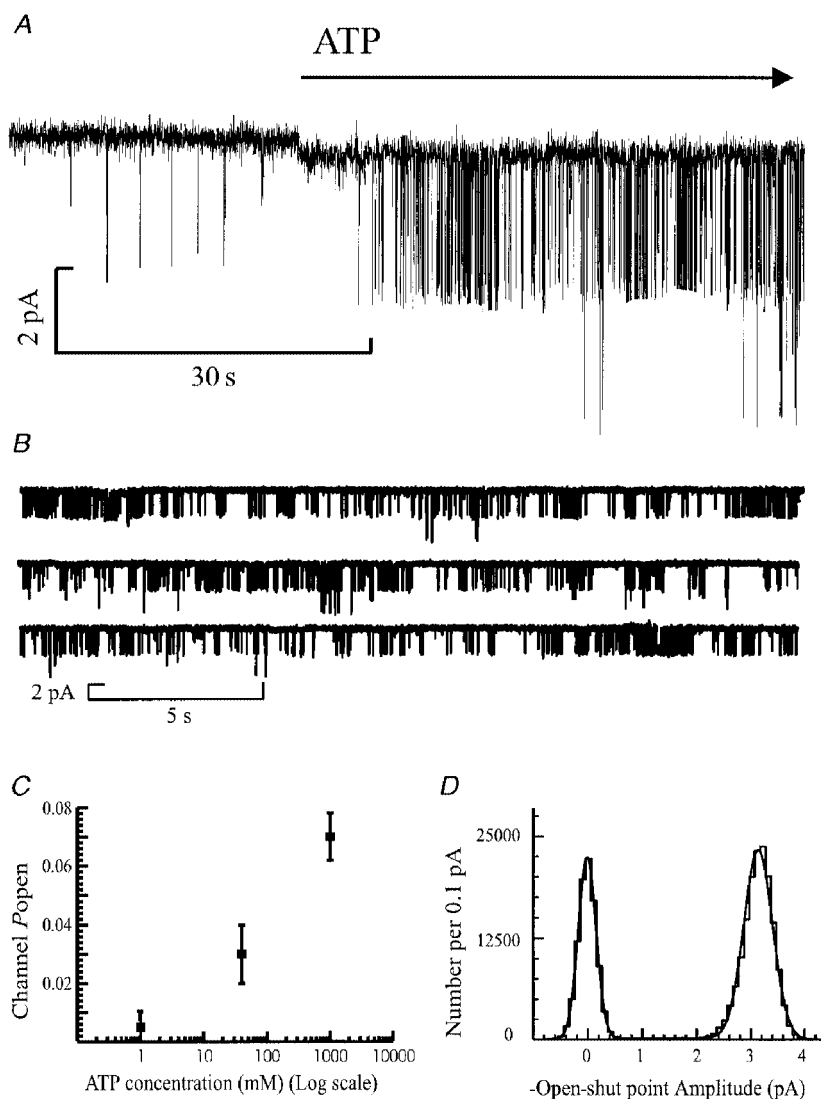 A
ATP
2 pA
30 s
B
2 pA
5 s
C
Channel Popen
0.08
0.06
0.04
0.02
1
10
100
1000
10000
ATP concentration (mM) (Log scale)
D
Number per 0.1 pA
25000
12500
0
0
1
2
3
4
-Open-shut point Amplitude (pA)